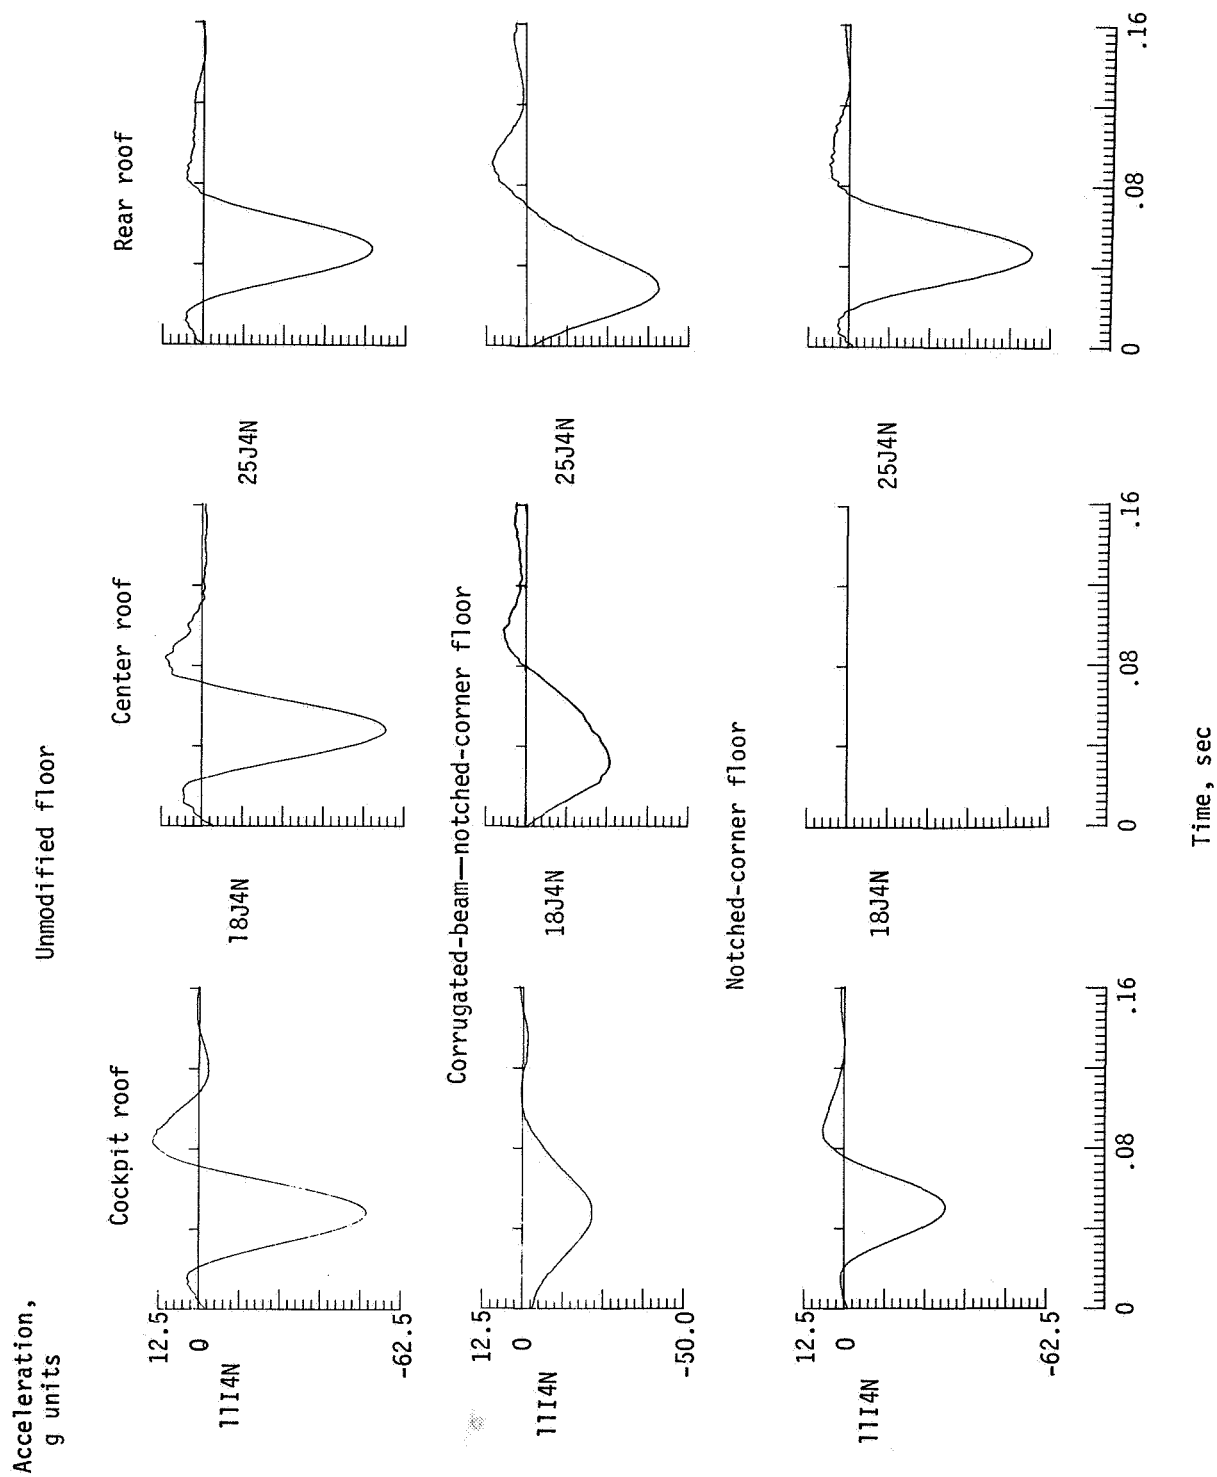 Acceleration,
g units
Unmodified floor
Cockpit roof
Center roof
Rear roof
12.5
0
-62.5
11I4N
18J4N
25J4N
Corrugated-beam—notched-corner floor
12.5
0
-50.0
11I4N
18J4N
25J4N
Notched-corner floor
12.5
0
-62.5
11I4N
18J4N
25J4N
0 .08 .16
0 .08 .16
0 .08 .16
Time, sec